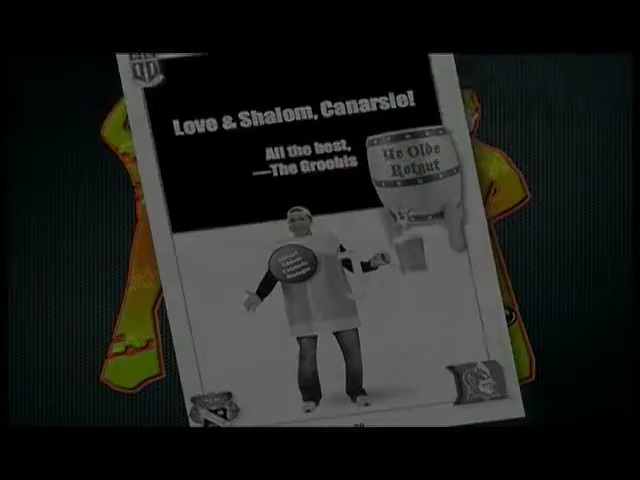 Love & Shalom, Canarsie!
All the best,
—The Groobis
Ye Olde
Rotgut